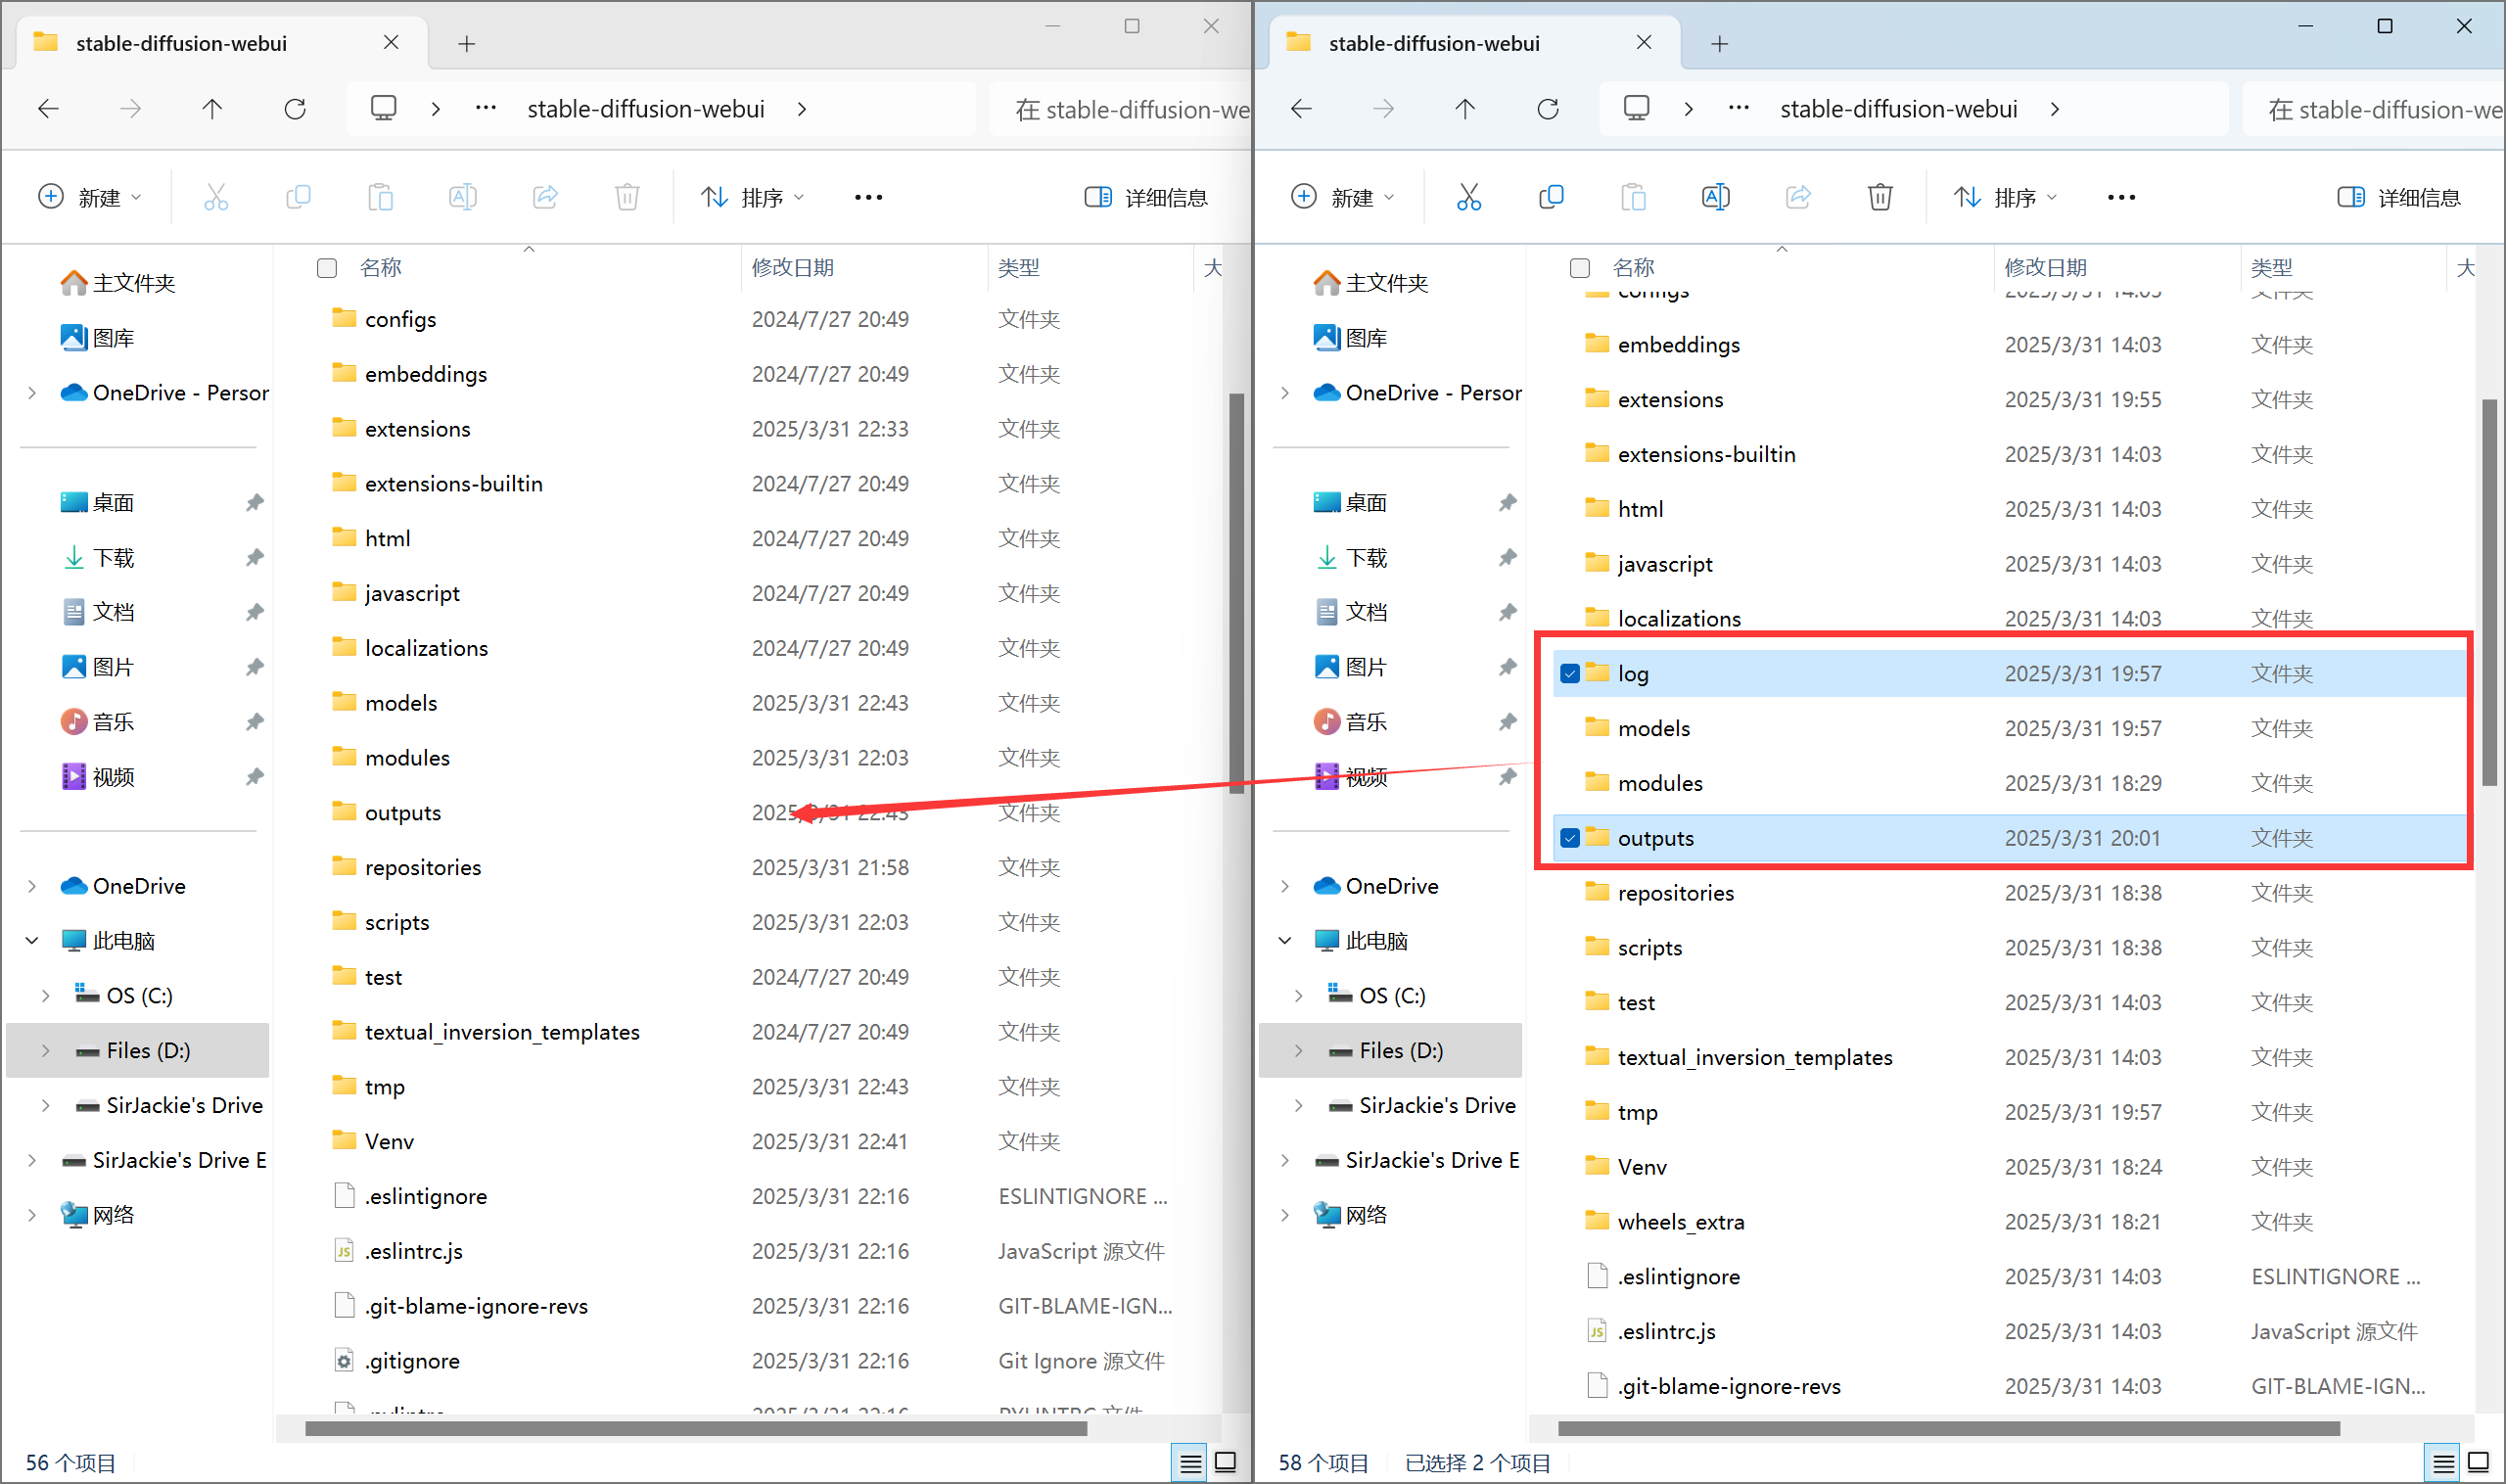 stable-diffusion-webui
stable-diffusion-webui
在 stable-diffusion-we
新建
排序
详细信息
主文件夹
图库
OneDrive - Person
桌面
下载
文档
图片
音乐
视频
OneDrive
此电脑
OS (C:)
Files (D:)
SirJackie's Drive
SirJackie's Drive E
网络
名称 修改日期 类型 大
configs 2024/7/27 20:49 文件夹
embeddings 2024/7/27 20:49 文件夹
extensions 2025/3/31 22:33 文件夹
extensions-builtin 2024/7/27 20:49 文件夹
html 2024/7/27 20:49 文件夹
javascript 2024/7/27 20:49 文件夹
localizations 2024/7/27 20:49 文件夹
models 2025/3/31 22:43 文件夹
modules 2025/3/31 22:03 文件夹
outputs 2025/3/31 22:43 文件夹
repositories 2025/3/31 21:58 文件夹
scripts 2025/3/31 22:03 文件夹
test 2024/7/27 20:49 文件夹
textual_inversion_templates 2024/7/27 20:49 文件夹
tmp 2025/3/31 22:43 文件夹
Venv 2025/3/31 22:41 文件夹
.eslintignore 2025/3/31 22:16 ESLINTIGNORE ...
.eslintrc.js 2025/3/31 22:16 JavaScript 源文件
.git-blame-ignore-revs 2025/3/31 22:16 GIT-BLAME-IGN...
.gitignore 2025/3/31 22:16 Git Ignore 源文件
56 个项目
stable-diffusion-webui
stable-diffusion-webui
在 stable-diffusion-we
新建
排序
详细信息
主文件夹
图库
OneDrive - Person
桌面
下载
文档
图片
音乐
视频
OneDrive
此电脑
OS (C:)
Files (D:)
SirJackie's Drive
SirJackie's Drive E
网络
名称 修改日期 类型 大
configs 2025/3/31 14:03 文件夹
embeddings 2025/3/31 14:03 文件夹
extensions 2025/3/31 19:55 文件夹
extensions-builtin 2025/3/31 14:03 文件夹
html 2025/3/31 14:03 文件夹
javascript 2025/3/31 14:03 文件夹
localizations 2025/3/31 14:03 文件夹
log 2025/3/31 19:57 文件夹
models 2025/3/31 19:57 文件夹
modules 2025/3/31 18:29 文件夹
outputs 2025/3/31 20:01 文件夹
repositories 2025/3/31 18:38 文件夹
scripts 2025/3/31 18:38 文件夹
test 2025/3/31 14:03 文件夹
textual_inversion_templates 2025/3/31 14:03 文件夹
tmp 2025/3/31 19:57 文件夹
Venv 2025/3/31 18:24 文件夹
wheels_extra 2025/3/31 18:21 文件夹
.eslintignore 2025/3/31 14:03 ESLINTIGNORE ...
.eslintrc.js 2025/3/31 14:03 JavaScript 源文件
.git-blame-ignore-revs 2025/3/31 14:03 GIT-BLAME-IGN...
58 个项目 已选择 2 个项目